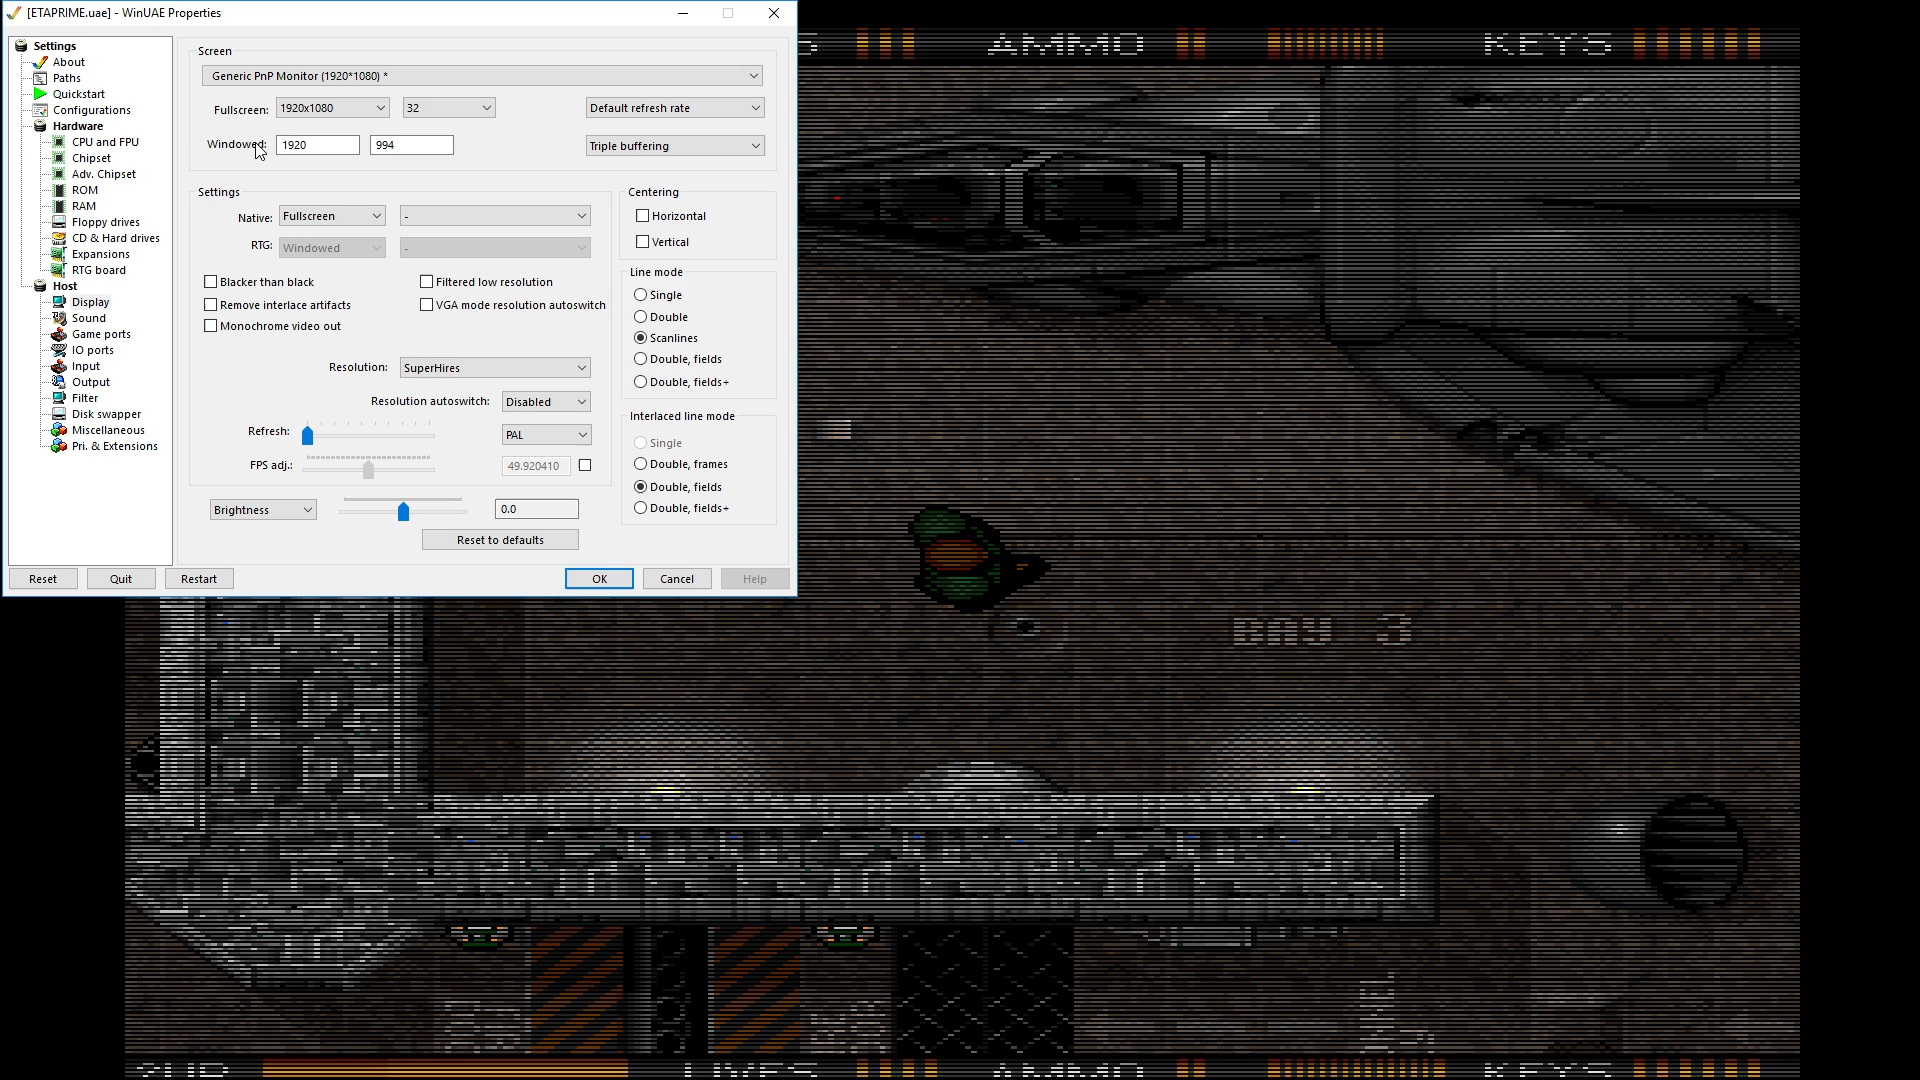 [ETAPRIME.uae] - WinUAE Properties
Settings
About
Paths
Quickstart
Configurations
Hardware
CPU and FPU
Chipset
Adv. Chipset
ROM
RAM
Floppy drives
CD & Hard drives
Expansions
RTG board
Host
Display
Sound
Game ports
IO ports
Input
Output
Filter
Disk swapper
Miscellaneous
Pri. & Extensions
Screen
Generic PnP Monitor (1920*1080) *
Fullscreen: 1920x1080 32 Default refresh rate
Windowed: 1920 994 Triple buffering
Settings
Native: Fullscreen -
RTG: Windowed -
Blacker than black Filtered low resolution
Remove interlace artifacts VGA mode resolution autoswitch
Monochrome video out
Resolution: SuperHires
Resolution autoswitch: Disabled
Refresh: PAL
FPS adj.: 49.920410
Brightness 0.0
Reset to defaults
Centering
Horizontal
Vertical
Line mode
Single
Double
Scanlines
Double, fields
Double, fields+
Interlaced line mode
Single
Double, frames
Double, fields
Double, fields+
Reset Quit Restart OK Cancel Help
AMMO KEYS
BAY 3
2UP LIVES AMMO KEYS